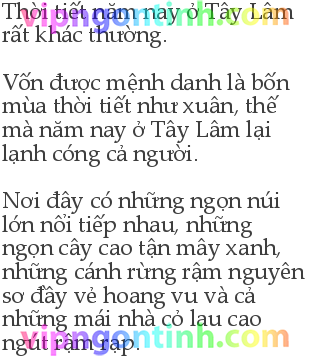 Thời tiết năm nay ở Tây Lâm
rất khác thường.
Vốn được mệnh danh là bốn
mùa thời tiết như xuân, thế
mà năm nay ở Tây Lâm lại
lạnh cóng cả người.
Nơi đây có những ngọn núi
lớn nối tiếp nhau, những
ngọn cây cao tận mây xanh,
những cánh rừng rậm nguyên
sơ đầy vẻ hoang vu và cả
những mái nhà cỏ lau cao
ngút rậm rạp.
vipngontinh.com
vipngontinh.com